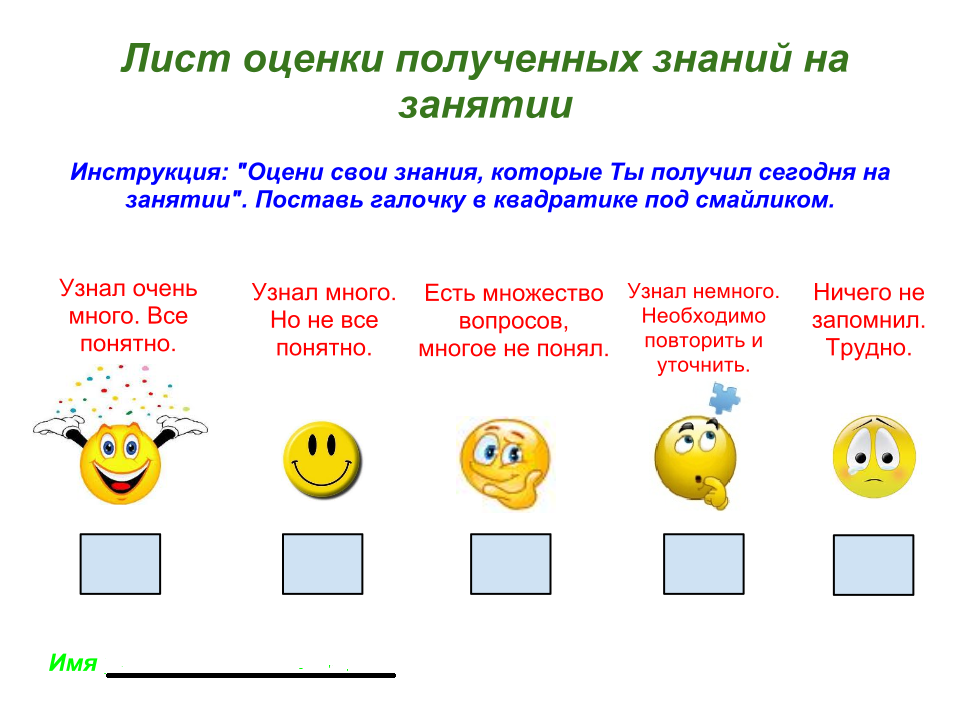 Лист оценки полученных знаний на
занятии
Инструкция: "Оцени свои знания, которые Ты получил сегодня на
занятии". Поставь галочку в квадратике под смайликом.
Узнал очень
много. Все
понятно.
Узнал много.
Но не все
понятно.
Есть множество
вопросов,
многое не понял.
Узнал немного.
Необходимо
повторить и
уточнить.
Ничего не
запомнил.
Трудно.
Имя